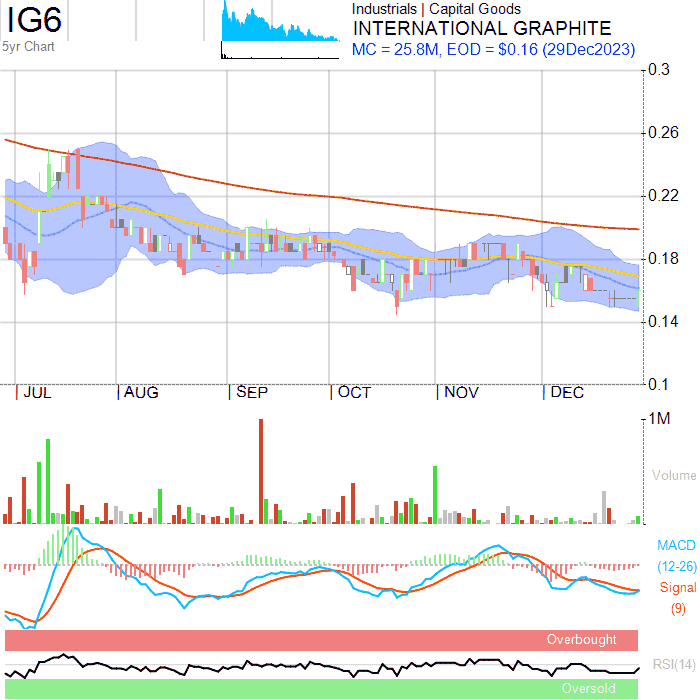 IG6
5yr Chart
Industrials | Capital Goods
INTERNATIONAL GRAPHITE
MC = 25.8M, EOD = $0.16 (29Dec2023)
0.3
0.26
0.22
0.18
0.14
0.1
JUL AUG SEP OCT NOV DEC
1M
Volume
MACD
(12-26)
Signal
(9)
Overbought
RSI(14)
Oversold